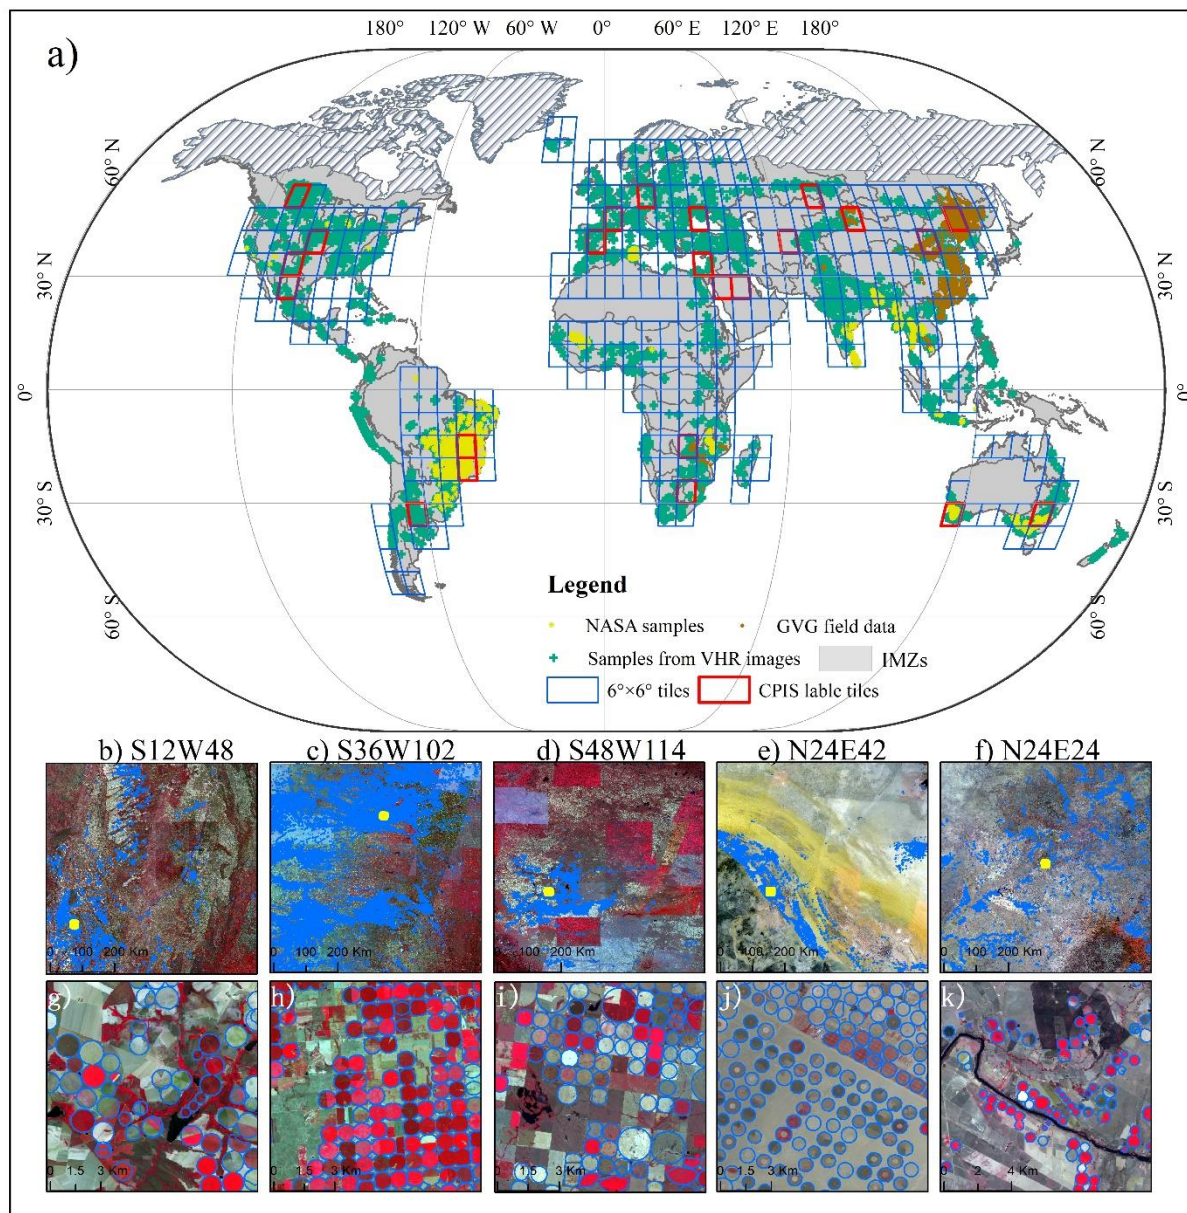 180° 120° W 60° W 0° 60° E 120° E 180°
a)
60° N 60° N
30° N 30° N
0° 0°
30° S 30° S
60° S 60° S
Legend
NASA samples GVG field data
Samples from VHR images IMZs
6°×6° tiles CPIS lable tiles
b) S12W48 c) S36W102 d) S48W114 e) N24E42 f) N24E24
0 100 200 Km 0 100 200 Km 0 100 200 Km 0 100 200 Km 0 100 200 Km
g) h) i) j) k)
0 1.5 3 Km 0 1.5 3 Km 0 1.5 3 Km 0 1.5 3 Km 0 2 4 Km